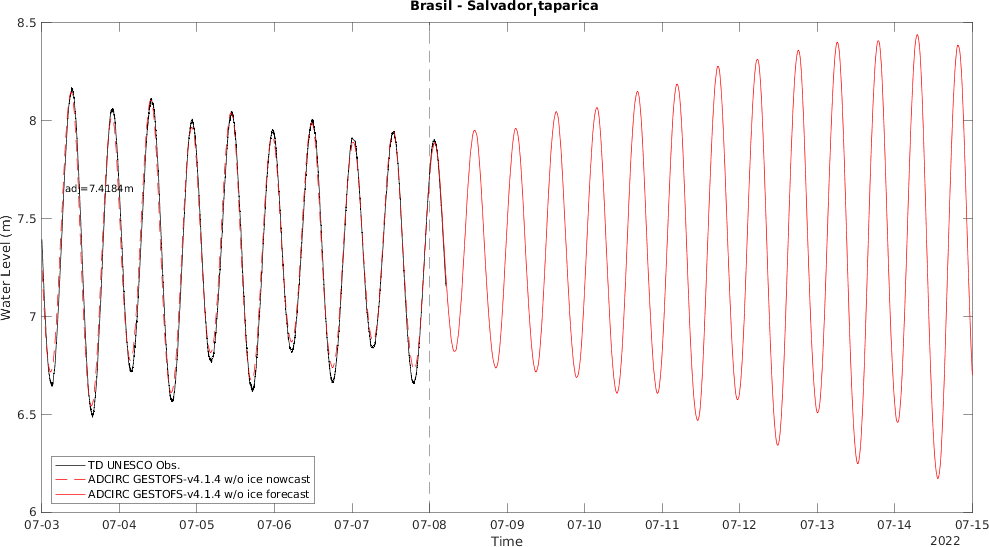 Brasil - Salvador,Itaparica
8.5
8
7.5
7
6.5
6
Water Level (m)
adj=7.4184m
TD UNESCO Obs.
ADCIRC GESTOFS-v4.1.4 w/o ice nowcast
ADCIRC GESTOFS-v4.1.4 w/o ice forecast
07-03 07-04 07-05 07-06 07-07 07-08 07-09 07-10 07-11 07-12 07-13 07-14 07-15
Time
2022